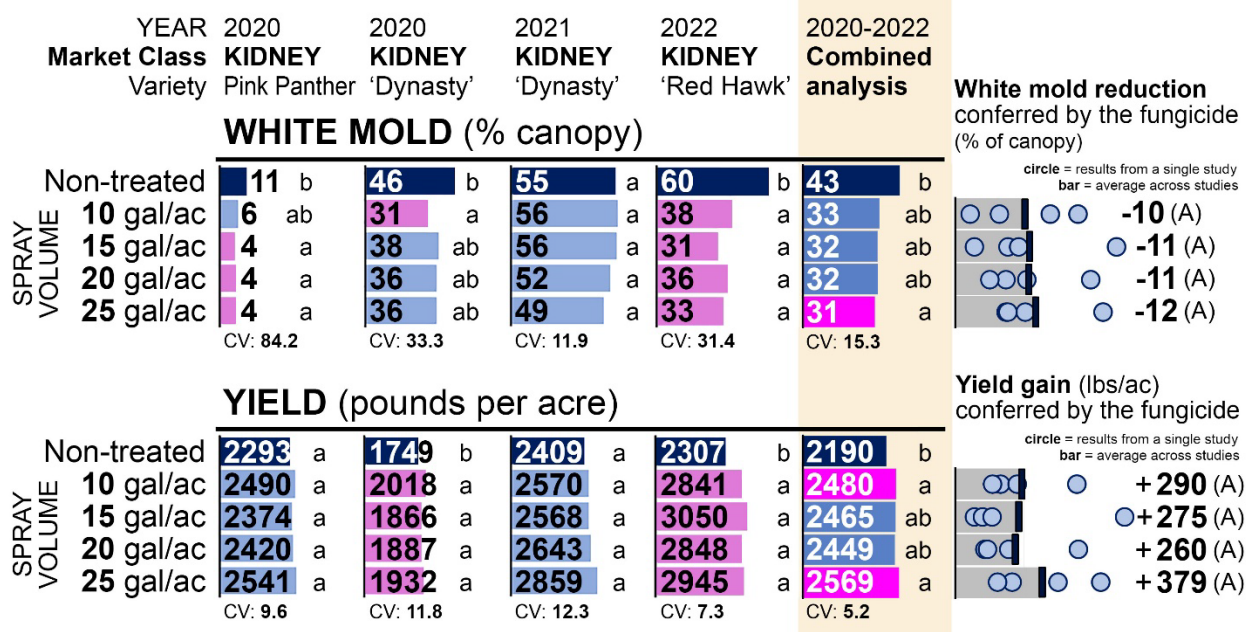 YEAR 2020 2020 2021 2022 2020-2022
Market Class KIDNEY KIDNEY KIDNEY KIDNEY Combined
Variety Pink Panther 'Dynasty' 'Dynasty' 'Red Hawk' analysis
White mold reduction
conferred by the fungicide
(% of canopy)
WHITE MOLD (% canopy)
circle = results from a single study
bar = average across studies
SPRAY VOLUME
Non-treated 11 b 46 b 55 a 60 b 43 b
10 gal/ac 6 ab 31 a 56 a 38 a 33 ab -10 (A)
15 gal/ac 4 a 38 ab 56 a 31 a 32 ab -11 (A)
20 gal/ac 4 a 36 ab 52 a 36 a 32 ab -11 (A)
25 gal/ac 4 a 36 ab 49 a 33 a 31 a -12 (A)
CV: 84.2 CV: 33.3 CV: 11.9 CV: 31.4 CV: 15.3
YIELD (pounds per acre)
Yield gain (lbs/ac)
conferred by the fungicide
circle = results from a single study
bar = average across studies
SPRAY VOLUME
Non-treated 2293 a 1749 b 2409 a 2307 b 2190 b
10 gal/ac 2490 a 2018 a 2570 a 2841 a 2480 a +290 (A)
15 gal/ac 2374 a 1866 a 2568 a 3050 a 2465 ab +275 (A)
20 gal/ac 2420 a 1887 a 2643 a 2848 a 2449 ab +260 (A)
25 gal/ac 2541 a 1932 a 2859 a 2945 a 2569 a +379 (A)
CV: 9.6 CV: 11.8 CV: 12.3 CV: 7.3 CV: 5.2